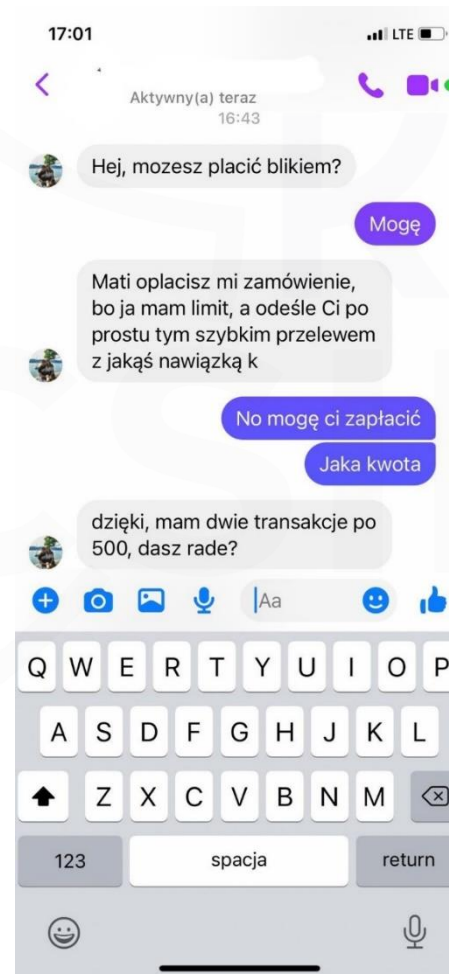 17:01
LTE
Aktywny(a) teraz
16:43
Hej, mozesz placić blikiem?
Mogę
Mati oplacisz mi zamówienie,
bo ja mam limit, a odeśle Ci po
prostu tym szybkim przelewem
z jakąś nawiązką k
No mogę ci zapłacić
Jaka kwota
dzięki, mam dwie transakcje po
500, dasz rade?
Aa
Q W E R T Y U I O P
A S D F G H J K L
Z X C V B N M
123 spacja return